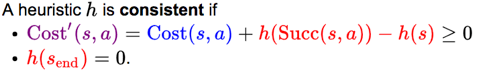 A heuristic h is consistent if
• Cost′(s, a) = Cost(s, a) + h(Succ(s, a)) − h(s) ≥ 0
• h(s_end) = 0.